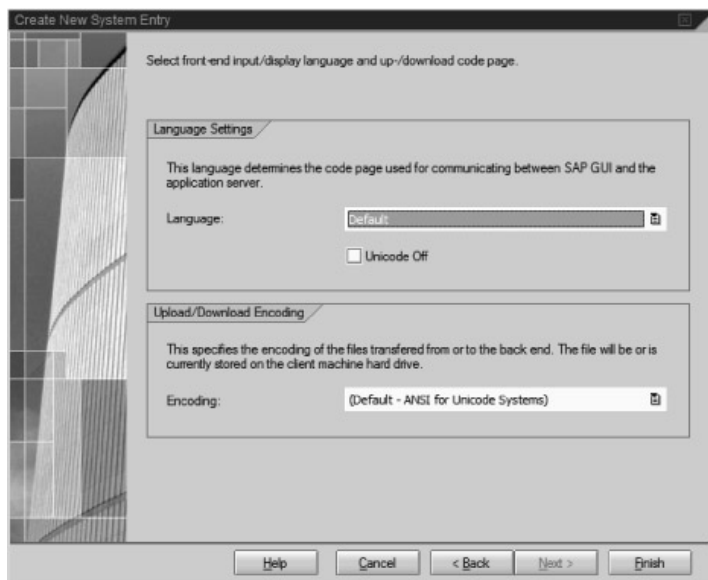 Create New System Entry
Select front-end input/display language and up-/download code page.
Language Settings
This language determines the code page used for communicating between SAP GUI and the
application server.
Language: Default
Unicode Off
Upload/Download Encoding
This specifies the encoding of the files transfered from or to the back end. The file will be or is
currently stored on the client machine hard drive.
Encoding: (Default - ANSI for Unicode Systems)
Help Cancel < Back Next > Finish